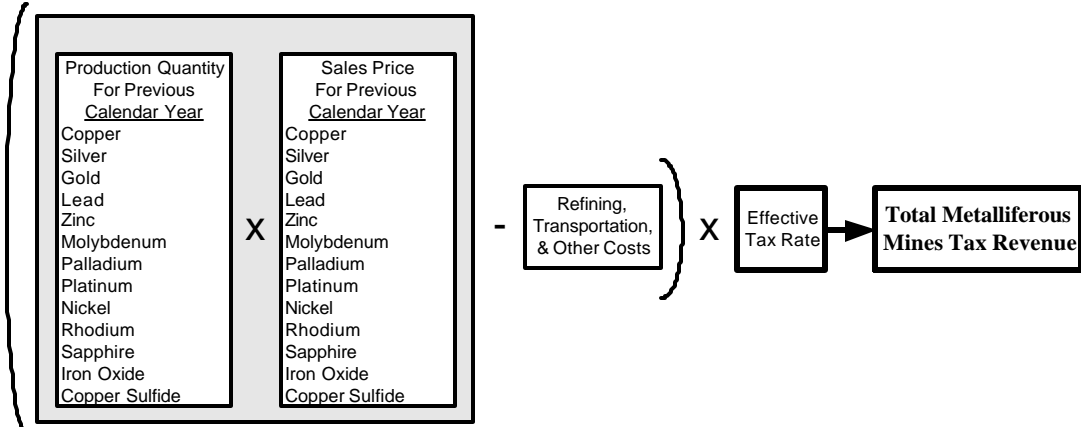 Production Quantity
For Previous
Calendar Year
Copper
Silver
Gold
Lead
Zinc
Molybdenum
Palladium
Platinum
Nickel
Rhodium
Sapphire
Iron Oxide
Copper Sulfide
X
Sales Price
For Previous
Calendar Year
Copper
Silver
Gold
Lead
Zinc
Molybdenum
Palladium
Platinum
Nickel
Rhodium
Sapphire
Iron Oxide
Copper Sulfide
-
Refining,
Transportation,
& Other Costs
X
Effective
Tax Rate
Total Metalliferous
Mines Tax Revenue